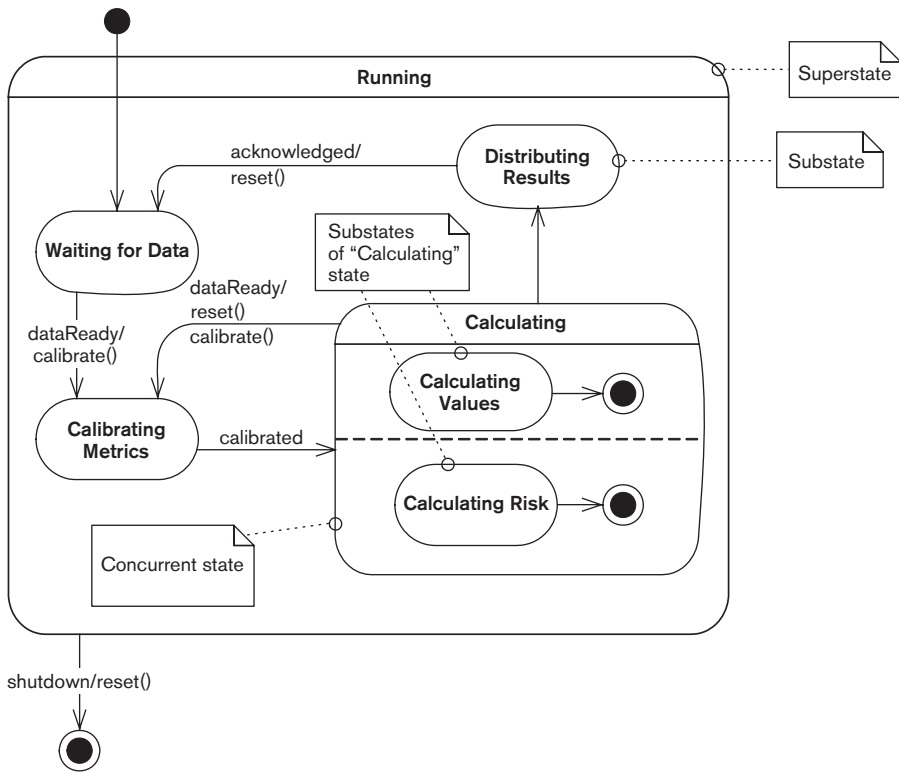 Running
Superstate
acknowledged/
reset()
Distributing
Results
Substate
Waiting for Data
Substates
of “Calculating”
state
dataReady/
calibrate()
dataReady/
reset()
calibrate()
Calculating
Calculating
Values
Calibrating
Metrics
calibrated
Calculating Risk
Concurrent state
shutdown/reset()